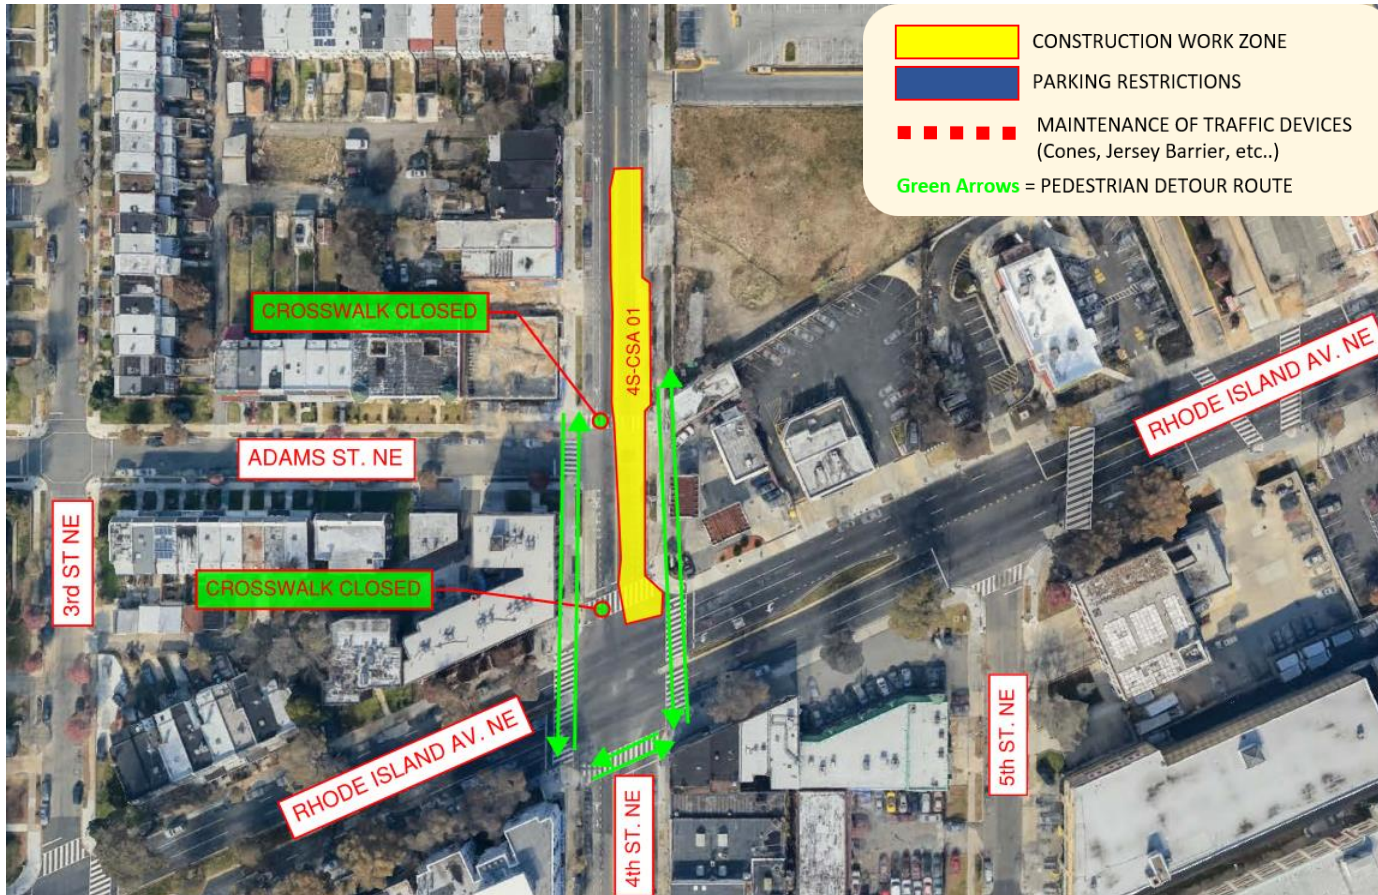 CONSTRUCTION WORK ZONE
PARKING RESTRICTIONS
MAINTENANCE OF TRAFFIC DEVICES
(Cones, Jersey Barrier, etc..)
Green Arrows = PEDESTRIAN DETOUR ROUTE
CROSSWALK CLOSED
4S-CSA 01
RHODE ISLAND AV. NE
ADAMS ST. NE
3rd ST NE
CROSSWALK CLOSED
RHODE ISLAND AV. NE
5th ST. NE
4th ST. NE